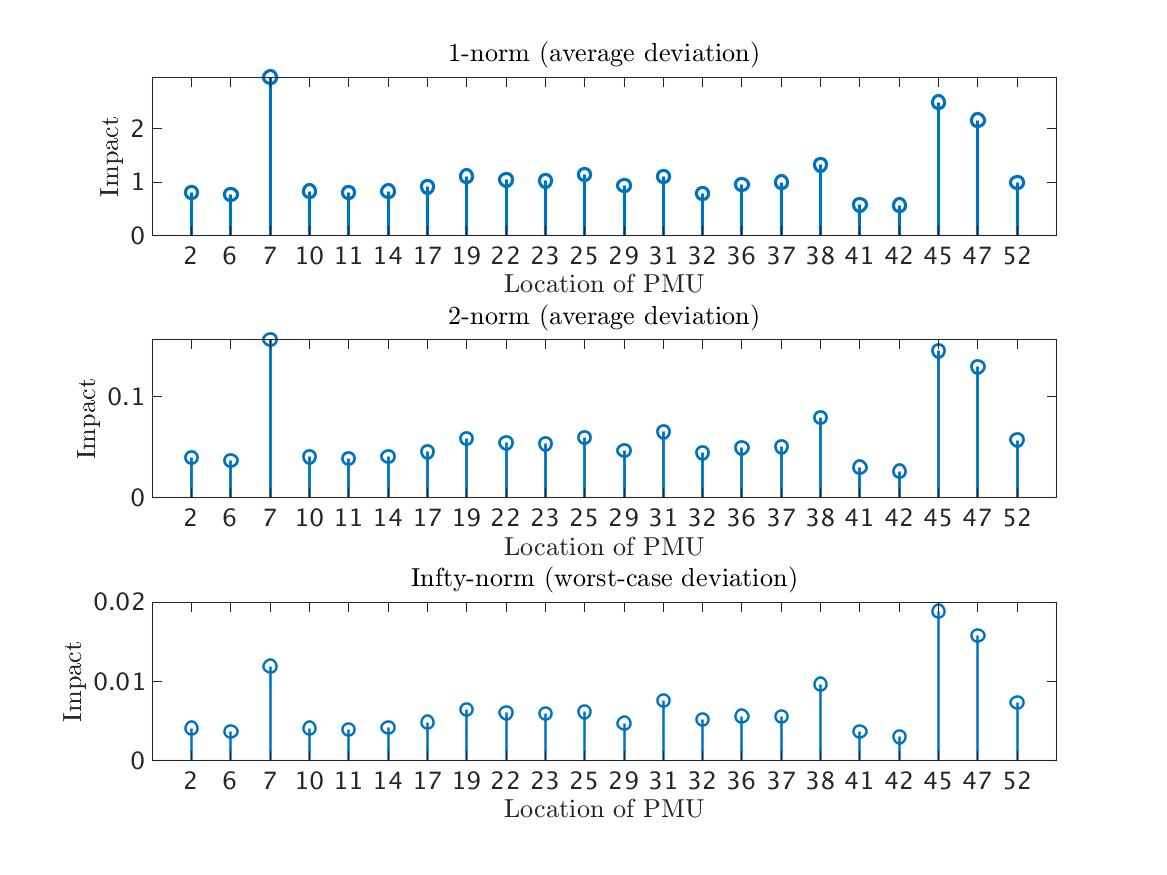 1-norm (average deviation)
Impact
2
1
0
2 6 7 10 11 14 17 19 22 23 25 29 31 32 36 37 38 41 42 45 47 52
Location of PMU
2-norm (average deviation)
Impact
0.1
0
2 6 7 10 11 14 17 19 22 23 25 29 31 32 36 37 38 41 42 45 47 52
Location of PMU
Infty-norm (worst-case deviation)
Impact
0.02
0.01
0
2 6 7 10 11 14 17 19 22 23 25 29 31 32 36 37 38 41 42 45 47 52
Location of PMU